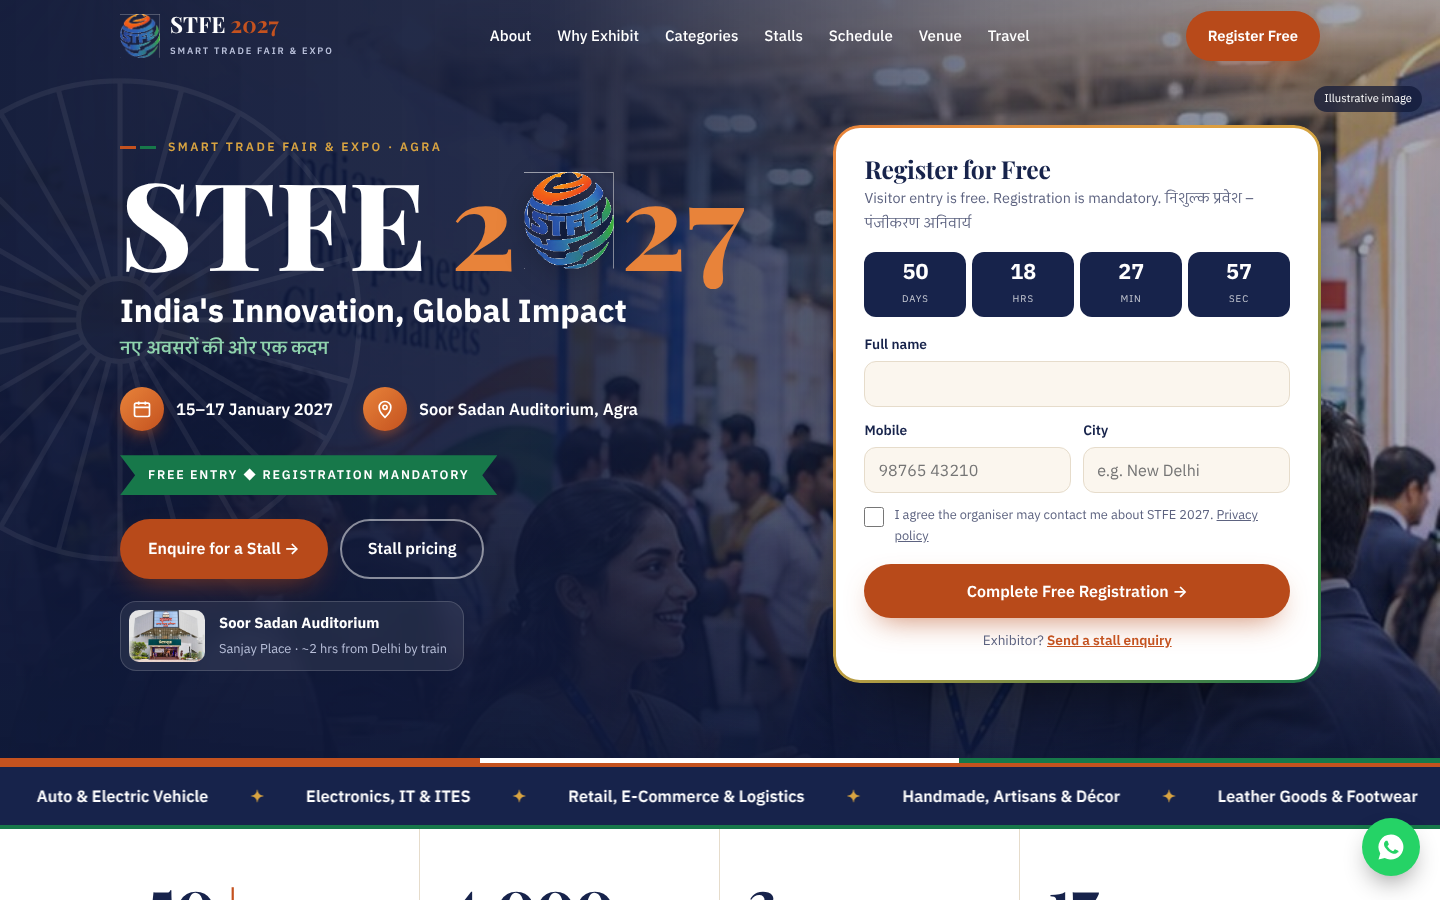 STFE 2027
SMART TRADE FAIR & EXPO
About
Why Exhibit
Categories
Stalls
Schedule
Venue
Travel
Register Free
Illustrative image
SMART TRADE FAIR & EXPO · AGRA
STFE 2027
India's Innovation, Global Impact
नए अवसरों की ओर एक कदम
15–17 January 2027
Soor Sadan Auditorium, Agra
FREE ENTRY ◆ REGISTRATION MANDATORY
Enquire for a Stall →
Stall pricing
Soor Sadan Auditorium
Sanjay Place · ~2 hrs from Delhi by train
Register for Free
Visitor entry is free. Registration is mandatory. निशुल्क प्रवेश –
पंजीकरण अनिवार्य
50
DAYS
18
HRS
27
MIN
57
SEC
Full name
Mobile
City
98765 43210
e.g. New Delhi
I agree the organiser may contact me about STFE 2027. Privacy
policy
Complete Free Registration →
Exhibitor? Send a stall enquiry
Auto & Electric Vehicle ✦ Electronics, IT & ITES ✦ Retail, E-Commerce & Logistics ✦ Handmade, Artisans & Décor ✦ Leather Goods & Footwear